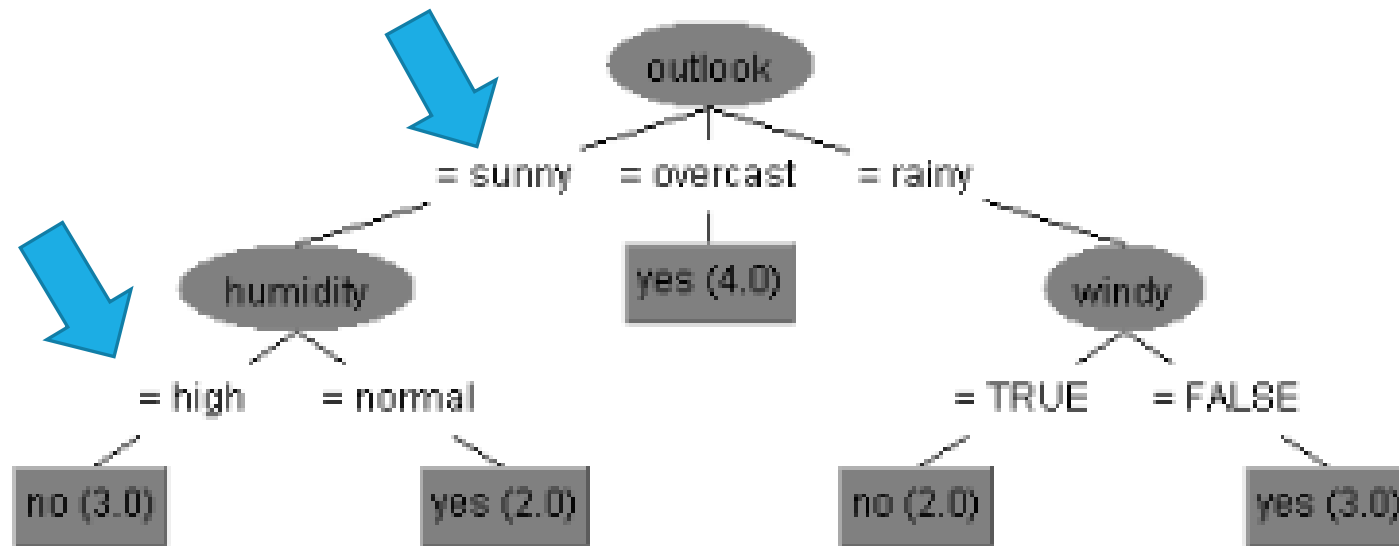 outlook
= sunny = overcast = rainy
humidity yes (4.0) windy
= high = normal = TRUE = FALSE
no (3.0) yes (2.0) no (2.0) yes (3.0)